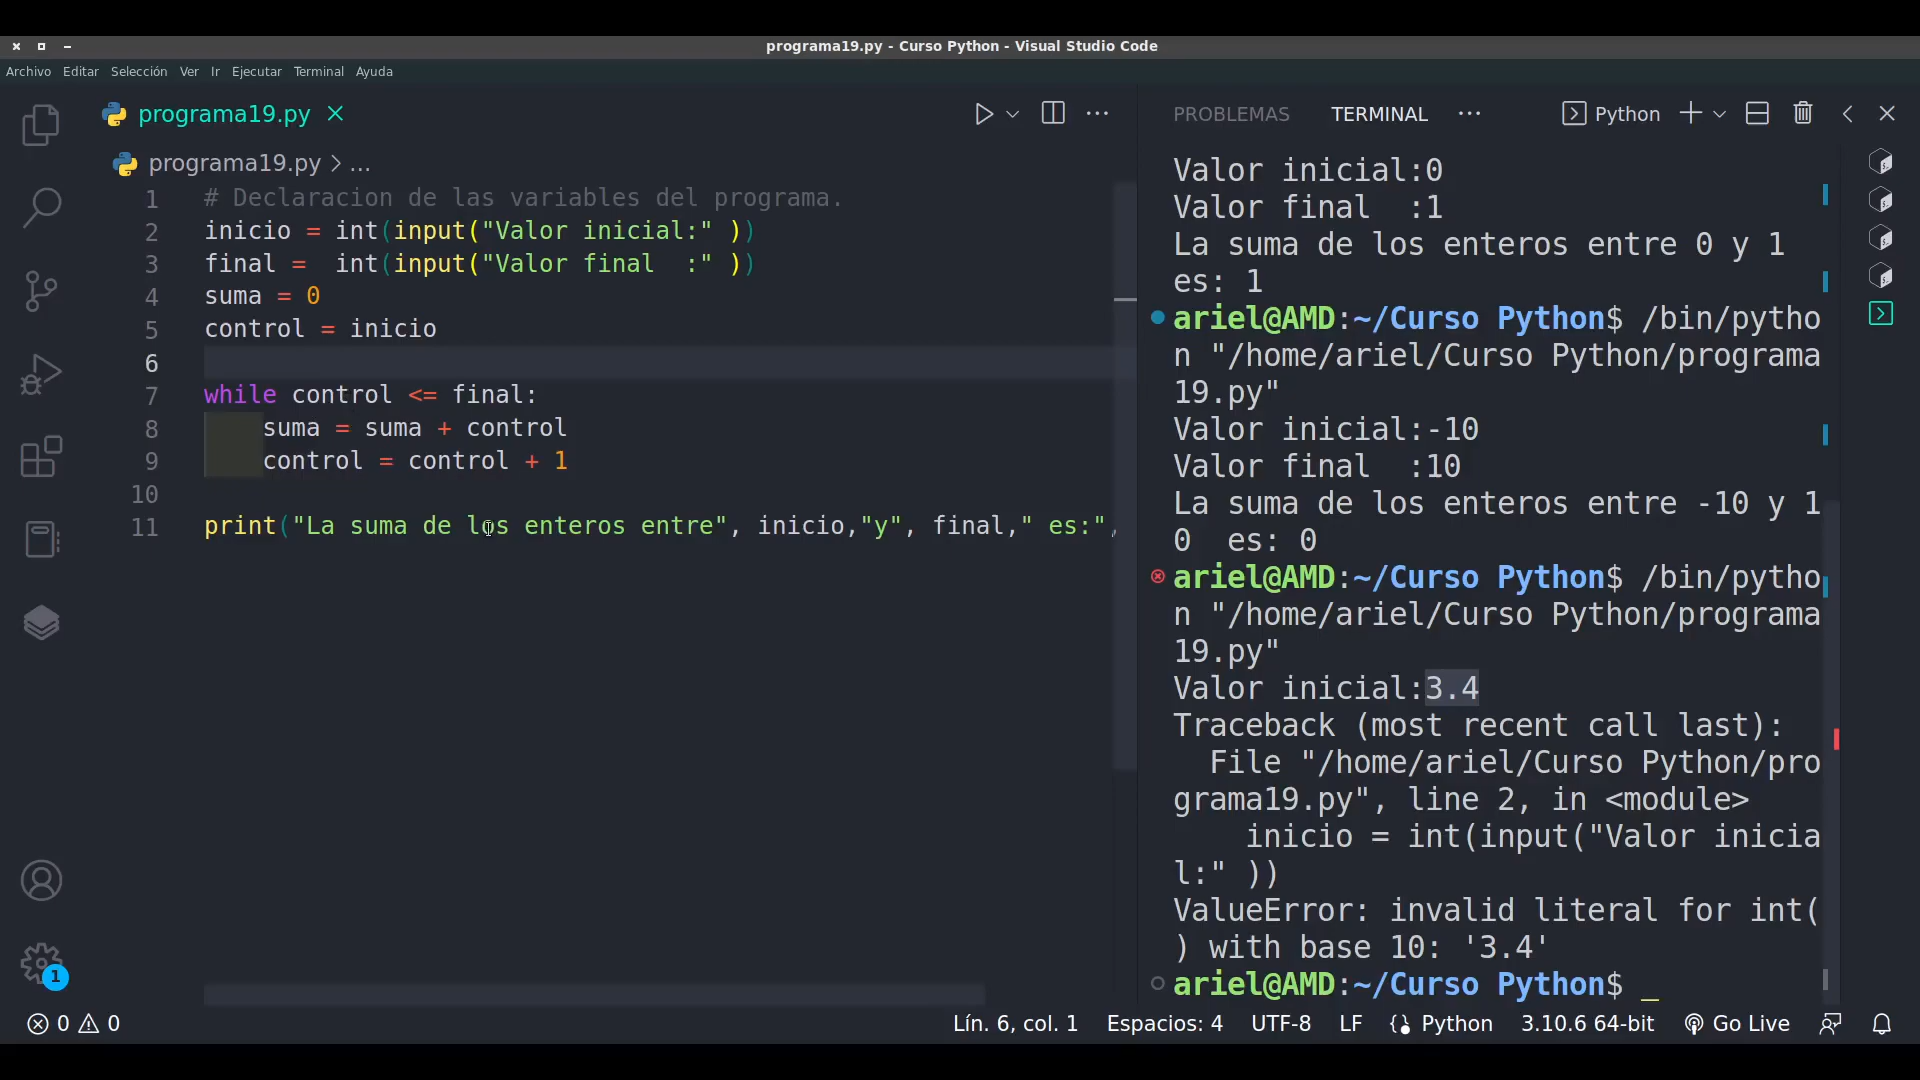 programa19.py - Curso Python - Visual Studio Code
Archivo Editar Selección Ver Ir Ejecutar Terminal Ayuda
programa19.py
programa19.py > ...
1 # Declaracion de las variables del programa.
2 inicio = int(input("Valor inicial:" ))
3 final =  int(input("Valor final  :" ))
4 suma = 0
5 control = inicio
6
7 while control <= final:
8     suma = suma + control
9     control = control + 1
10
11 print("La suma de los enteros entre", inicio,"y", final," es:",
PROBLEMAS TERMINAL ... Python
Valor inicial:0
Valor final  :1
La suma de los enteros entre 0 y 1
es: 1
ariel@AMD:~/Curso Python$ /bin/pytho
n "/home/ariel/Curso Python/programa
19.py"
Valor inicial:-10
Valor final  :10
La suma de los enteros entre -10 y 1
0  es: 0
ariel@AMD:~/Curso Python$ /bin/pytho
n "/home/ariel/Curso Python/programa
19.py"
Valor inicial:3.4
Traceback (most recent call last):
  File "/home/ariel/Curso Python/pro
grama19.py", line 2, in <module>
    inicio = int(input("Valor inicia
l:" ))
ValueError: invalid literal for int(
) with base 10: '3.4'
ariel@AMD:~/Curso Python$ _
1
0 0 Lín. 6, col. 1 Espacios: 4 UTF-8 LF Python 3.10.6 64-bit Go Live